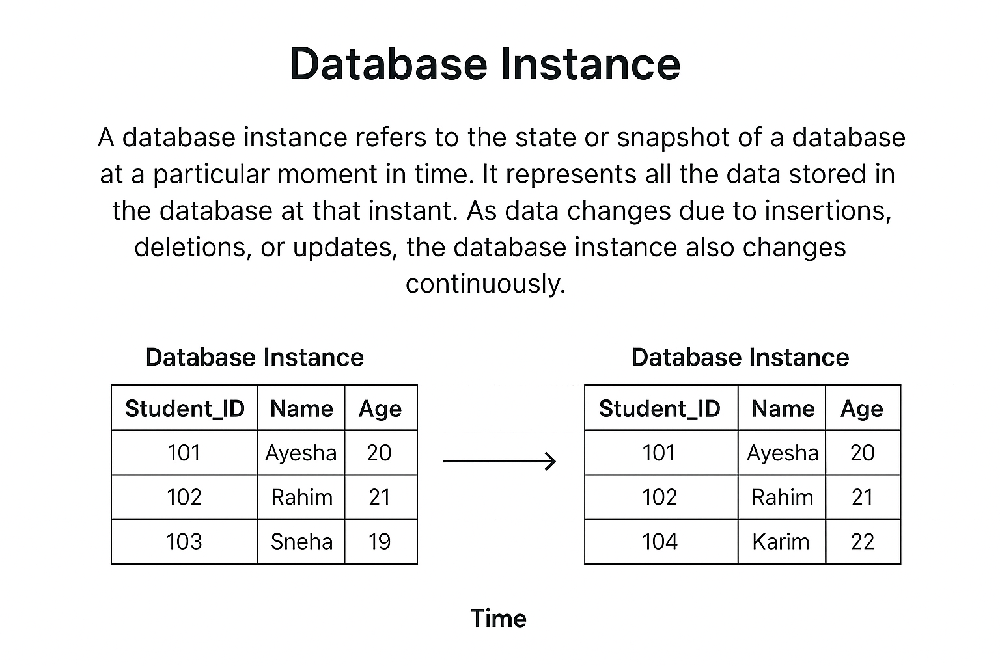 Database Instance
A database instance refers to the state or snapshot of a database
at a particular moment in time. It represents all the data stored in
the database at that instant. As data changes due to insertions,
deletions, or updates, the database instance also changes
continuously.
Database Instance
Student_ID Name Age
101 Ayesha 20
102 Rahim 21
103 Sneha 19
Database Instance
Student_ID Name Age
101 Ayesha 20
102 Rahim 21
104 Karim 22
Time